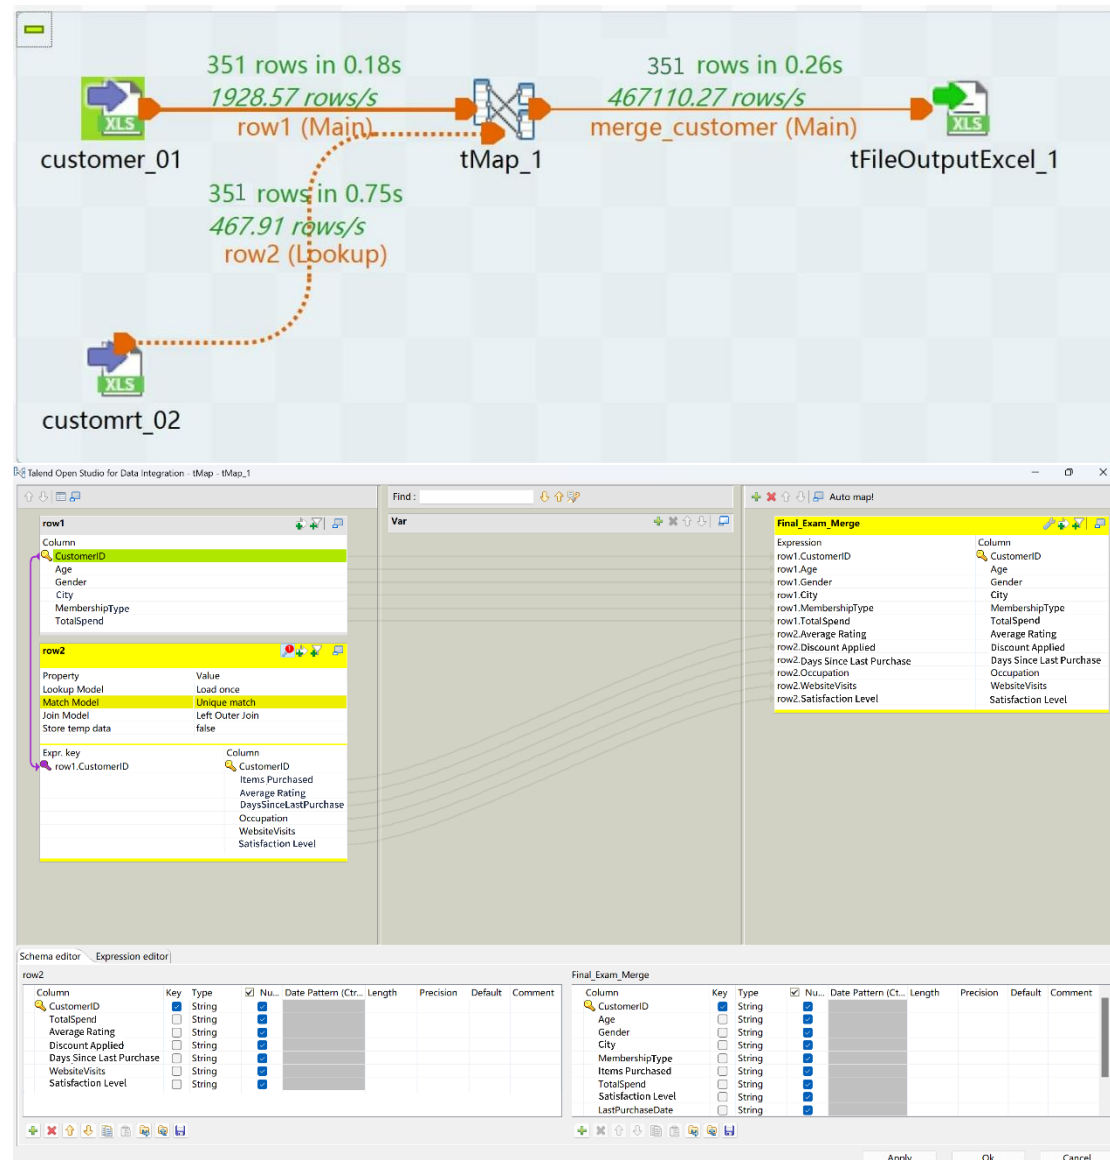 351 rows in 0.18s
351 rows in 0.26s
1928.57 rows/s
467110.27 rows/s
XLS
row1 (Main)
merge_customer (Main)
XLS
customer_01
tMap_1
tFileOutputExcel_1
351 rows in 0.75s
467.91 rows/s
row2 (Lookup)
XLS
customrt_02
Talend Open Studio for Data Integration - tMap - tMap_1
Find :
Auto map!
row1
Column
CustomerID
Age
Gender
City
MembershipType
TotalSpend
row2
Property Value
Lookup Model Load once
Match Model Unique match
Join Model Left Outer Join
Store temp data false
Expr. key Column
row1.CustomerID CustomerID
Items Purchased
Average Rating
DaysSinceLastPurchase
Occupation
WebsiteVisits
Satisfaction Level
Var
Final_Exam_Merge
Expression Column
row1.CustomerID CustomerID
row1.Age Age
row1.Gender Gender
row1.City City
row1.MembershipType MembershipType
row1.TotalSpend TotalSpend
row2.Average Rating Average Rating
row2.Discount Applied Discount Applied
row2.Days Since Last Purchase Days Since Last Purchase
row2.Occupation Occupation
row2.WebsiteVisits WebsiteVisits
row2.Satisfaction Level Satisfaction Level
Schema editor Expression editor
row2
Column Key Type Nu... Date Pattern (Ctr... Length Precision Default Comment
CustomerID String
TotalSpend String
Average Rating String
Discount Applied String
Days Since Last Purchase String
WebsiteVisits String
Satisfaction Level String
Final_Exam_Merge
Column Key Type Nu... Date Pattern (Ct... Length Precision Default Comment
CustomerID String
Age String
Gender String
City String
MembershipType String
Items Purchased String
TotalSpend String
Satisfaction Level String
LastPurchaseDate String
Apply Ok Cancel